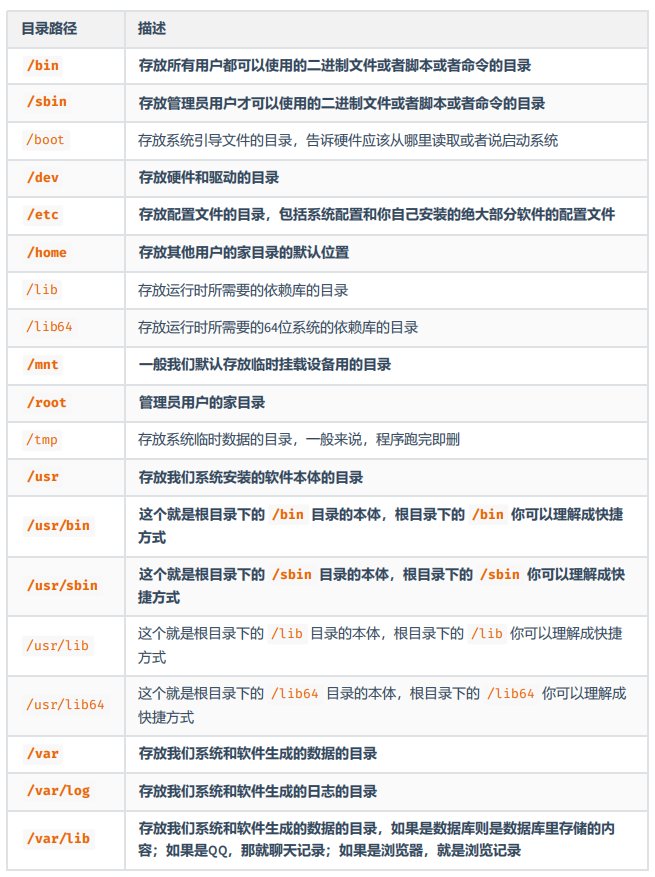 目录路径 描述
/bin 存放所有用户都可以使用的二进制文件或者脚本或者命令的目录
/sbin 存放管理员用户才可以使用的二进制文件或者脚本或者命令的目录
/boot 存放系统引导文件的目录，告诉硬件应该从哪里读取或者说启动系统
/dev 存放硬件和驱动的目录
/etc 存放配置文件的目录，包括系统配置和你自己安装的绝大部分软件的配置文件
/home 存放其他用户的家目录的默认位置
/lib 存放运行时所需要的依赖库的目录
/lib64 存放运行时所需要的64位系统的依赖库的目录
/mnt 一般我们默认存放临时挂载设备用的目录
/root 管理员用户的家目录
/tmp 存放系统临时数据的目录，一般来说，程序跑完即删
/usr 存放我们系统安装的软件本体的目录
/usr/bin 这个就是根目录下的 /bin 目录的本体，根目录下的 /bin 你可以理解成快捷
方式
/usr/sbin 这个就是根目录下的 /sbin 目录的本体，根目录下的 /sbin 你可以理解成快
捷方式
/usr/lib 这个就是根目录下的 /lib 目录的本体，根目录下的 /lib 你可以理解成快捷
方式
/usr/lib64 这个就是根目录下的 /lib64 目录的本体，根目录下的 /lib64 你可以理解成
快捷方式
/var 存放我们系统和软件生成的数据的目录
/var/log 存放我们系统和软件生成的日志的目录
/var/lib 存放我们系统和软件生成的数据的目录，如果是数据库则是数据库里存储的内
容；如果是QQ，那就聊天记录；如果是浏览器，就是浏览记录